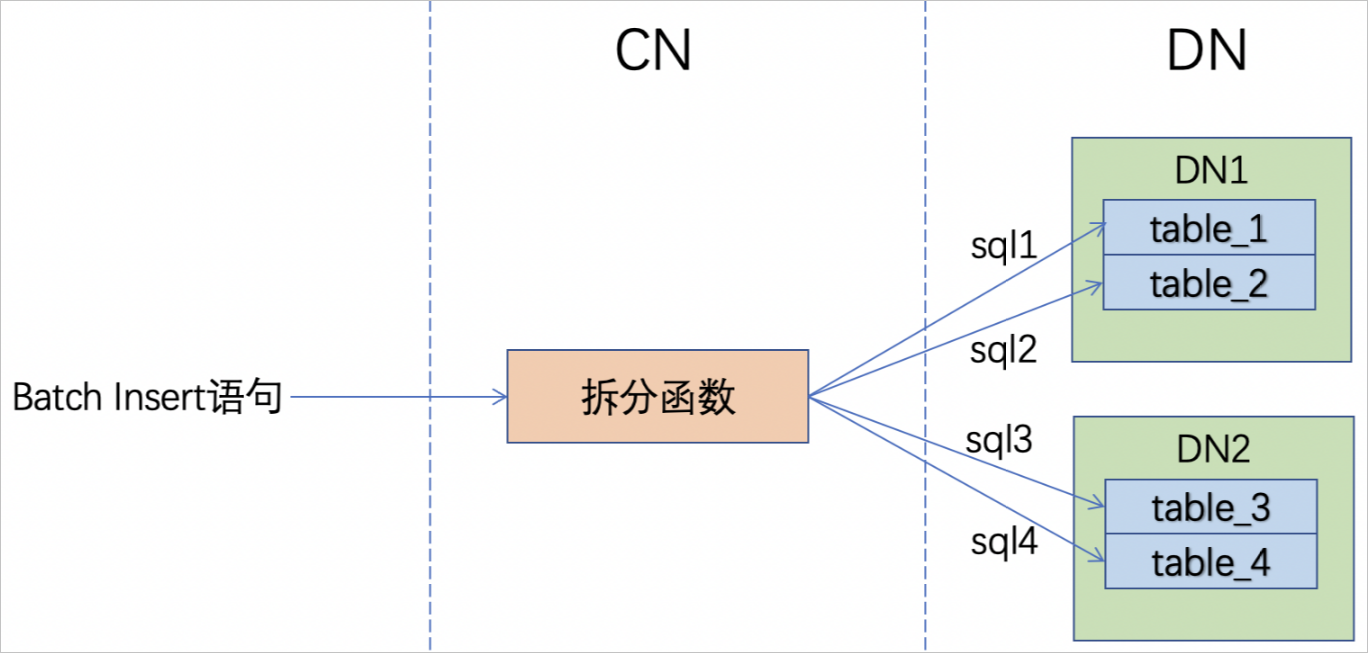 CN
DN
DN1
table_1
sql1
table_2
sql2
Batch Insert语句
拆分函数
sql3
DN2
table_3
sql4
table_4